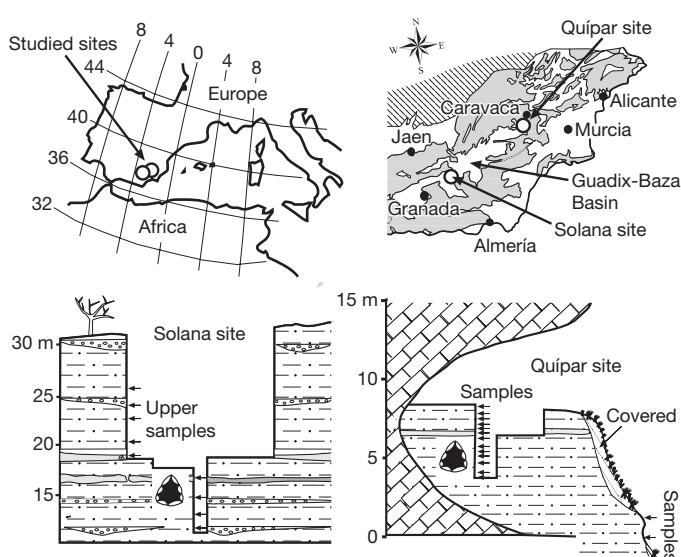 Studied sites
8
4
0
4
8
44
40
36
32
Europe
Africa
N
W
E
S
Quípar site
Caravaca
Alicante
Murcia
Jaen
Guadix-Baza
Basin
Granada
Solana site
Almería
Solana site
30 m
25
20
15
Upper
samples
15 m
10
5
0
Quípar site
Samples
Covered
Samples